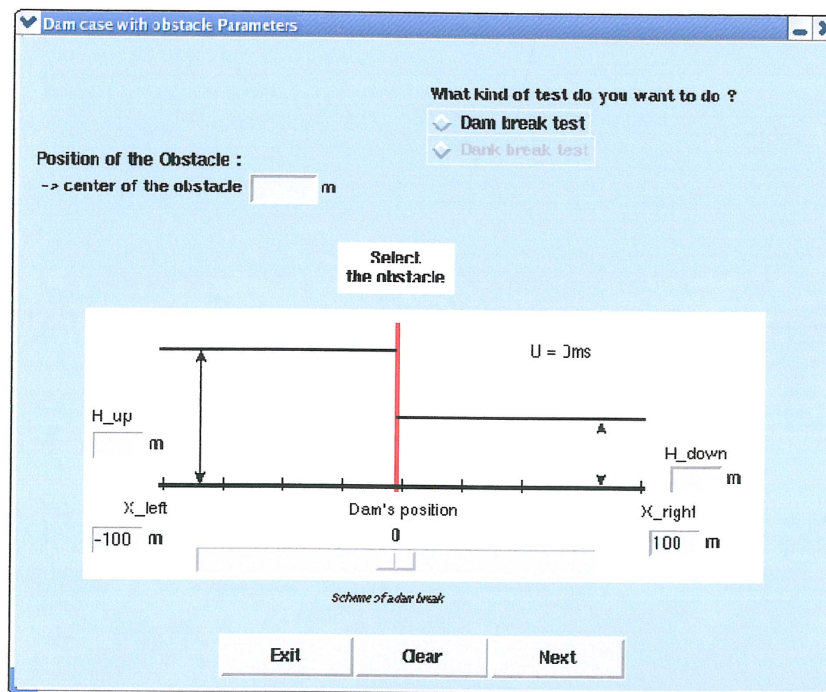 Dam case with obstacle Parameters
What kind of test do you want to do ?
Dam break test
Dank break test
Position of the Obstacle :
-> center of the obstacle m
Select
the obstacle
U = 0ms
H_up
m
H_down
m
X_left
Dam's position
X_right
-100 m
0
100 m
Scheme of a dam break
Exit
Clear
Next